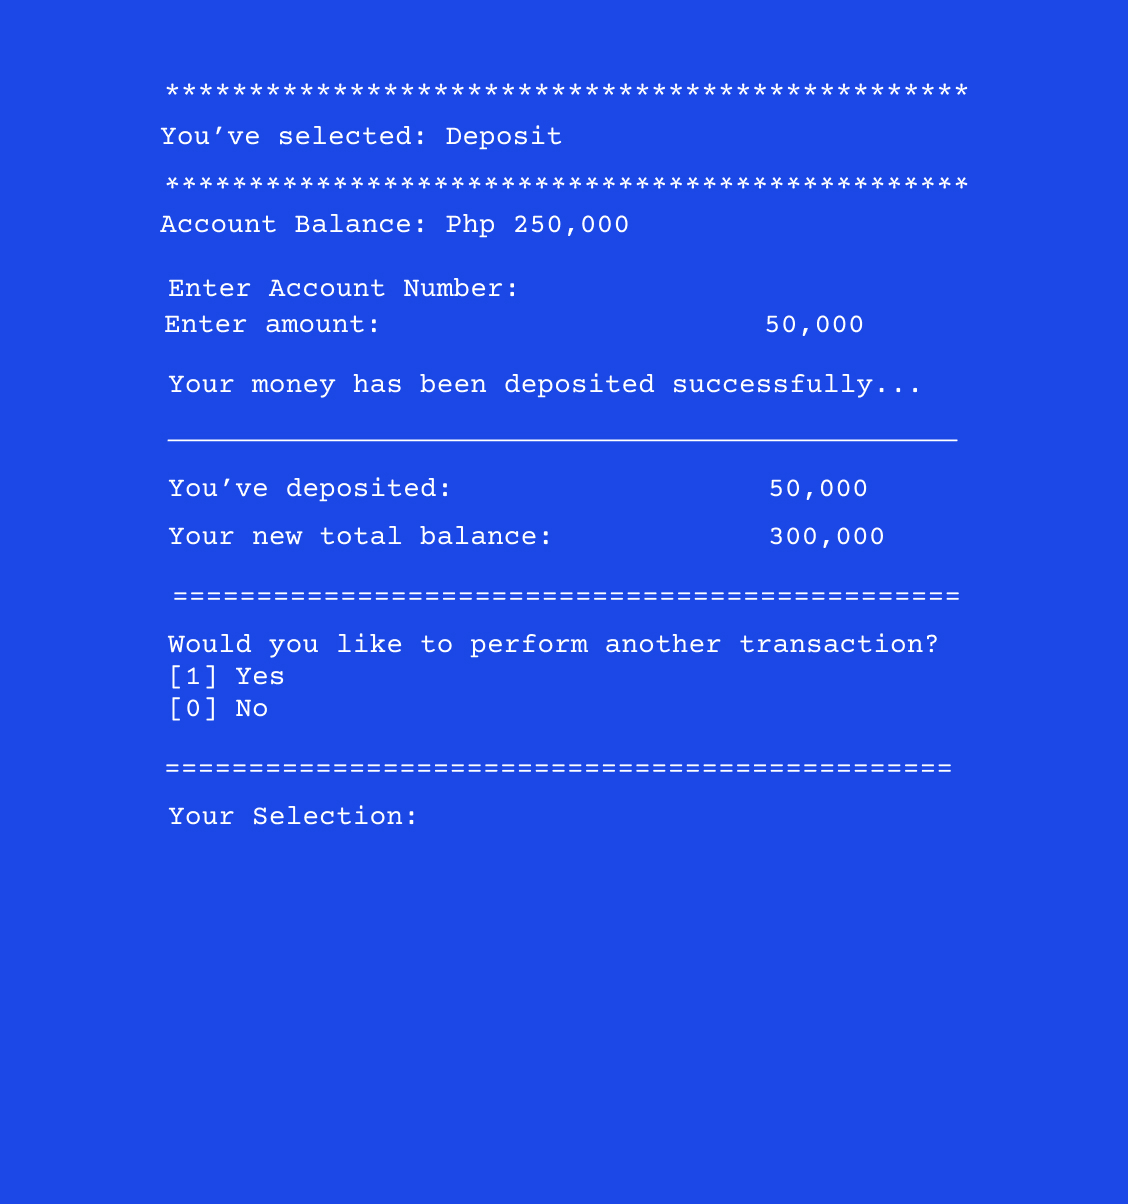 ************************************************
You've selected: Deposit
************************************************
Account Balance: Php 250,000
Enter Account Number:
Enter amount: 50,000
Your money has been deposited successfully...
_______________________________________________
You've deposited: 50,000
Your new total balance: 300,000
===============================================
Would you like to perform another transaction?
[1] Yes
[0] No
===============================================
Your Selection: